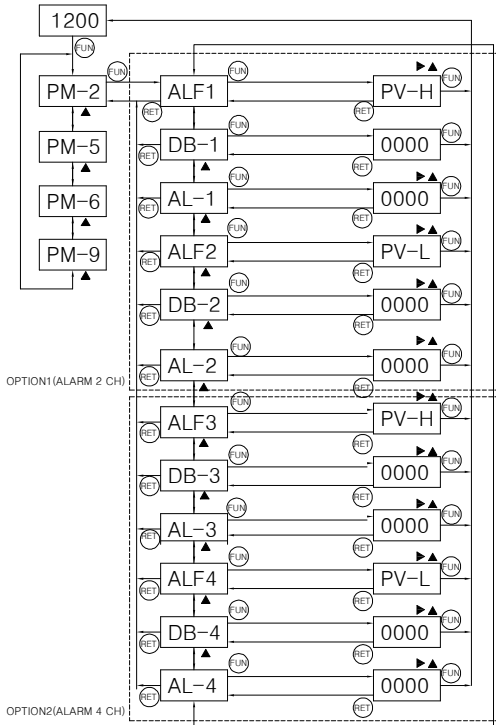 1200
FUN
FUN FUN ▶▲ FUN
PM-2 ALF1 PV-H
▲ RET ▲ RET
FUN FUN
PM-5 DB-1 0000
▲ RET ▲ RET
FUN ▶▲ FUN
PM-6 AL-1 0000
▲ RET ▲ RET
FUN ▶▲ FUN
PM-9 ALF2 PV-L
▲ RET ▲ RET
FUN FUN
DB-2 0000
RET ▲ RET
FUN ▶▲ FUN
AL-2 0000
OPTION1(ALARM 2 CH) RET ▲ RET
FUN ▶▲ FUN
ALF3 PV-H
RET ▲ RET
FUN FUN
DB-3 0000
RET ▲ RET
FUN ▶▲ FUN
AL-3 0000
RET ▲ RET
FUN ▶▲ FUN
ALF4 PV-L
RET ▲ RET
FUN FUN
DB-4 0000
RET ▲ RET
FUN ▶▲ FUN
AL-4 0000
OPTION2(ALARM 4 CH) RET RET